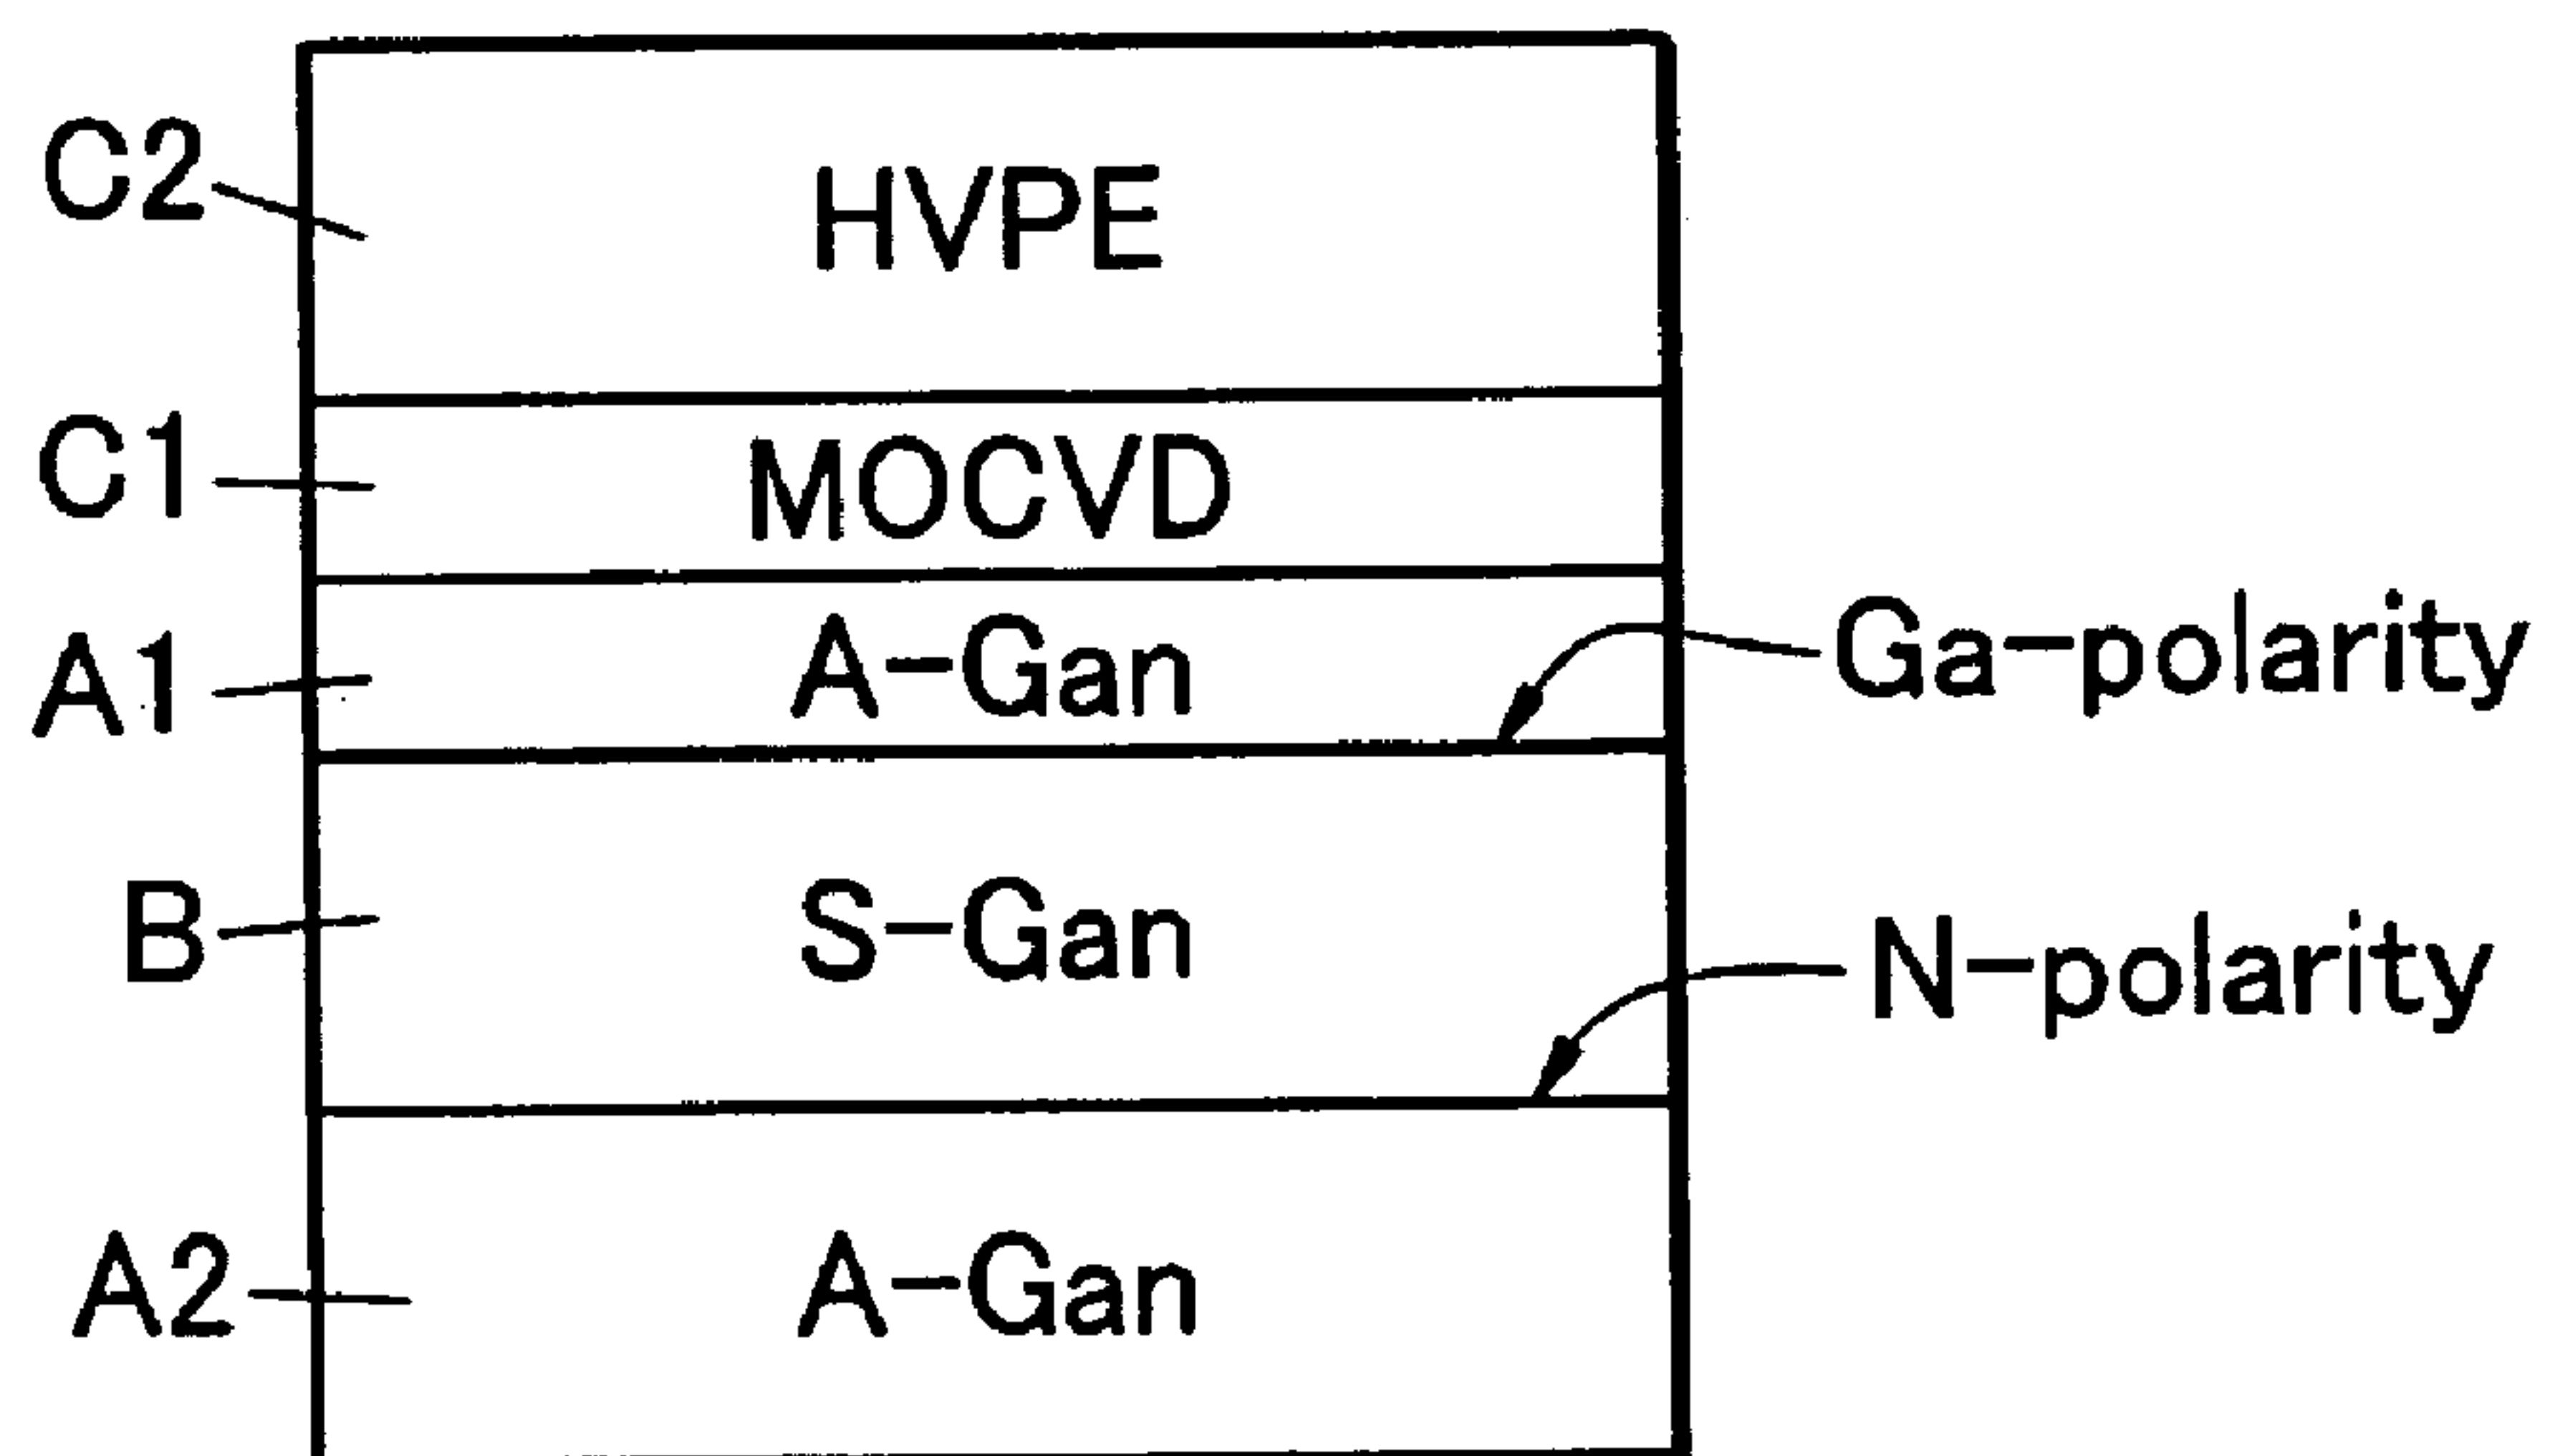 C2
HVPE
C1
MOCVD
A1
A-Gan
Ga-polarity
B
S-Gan
N-polarity
A2
A-Gan